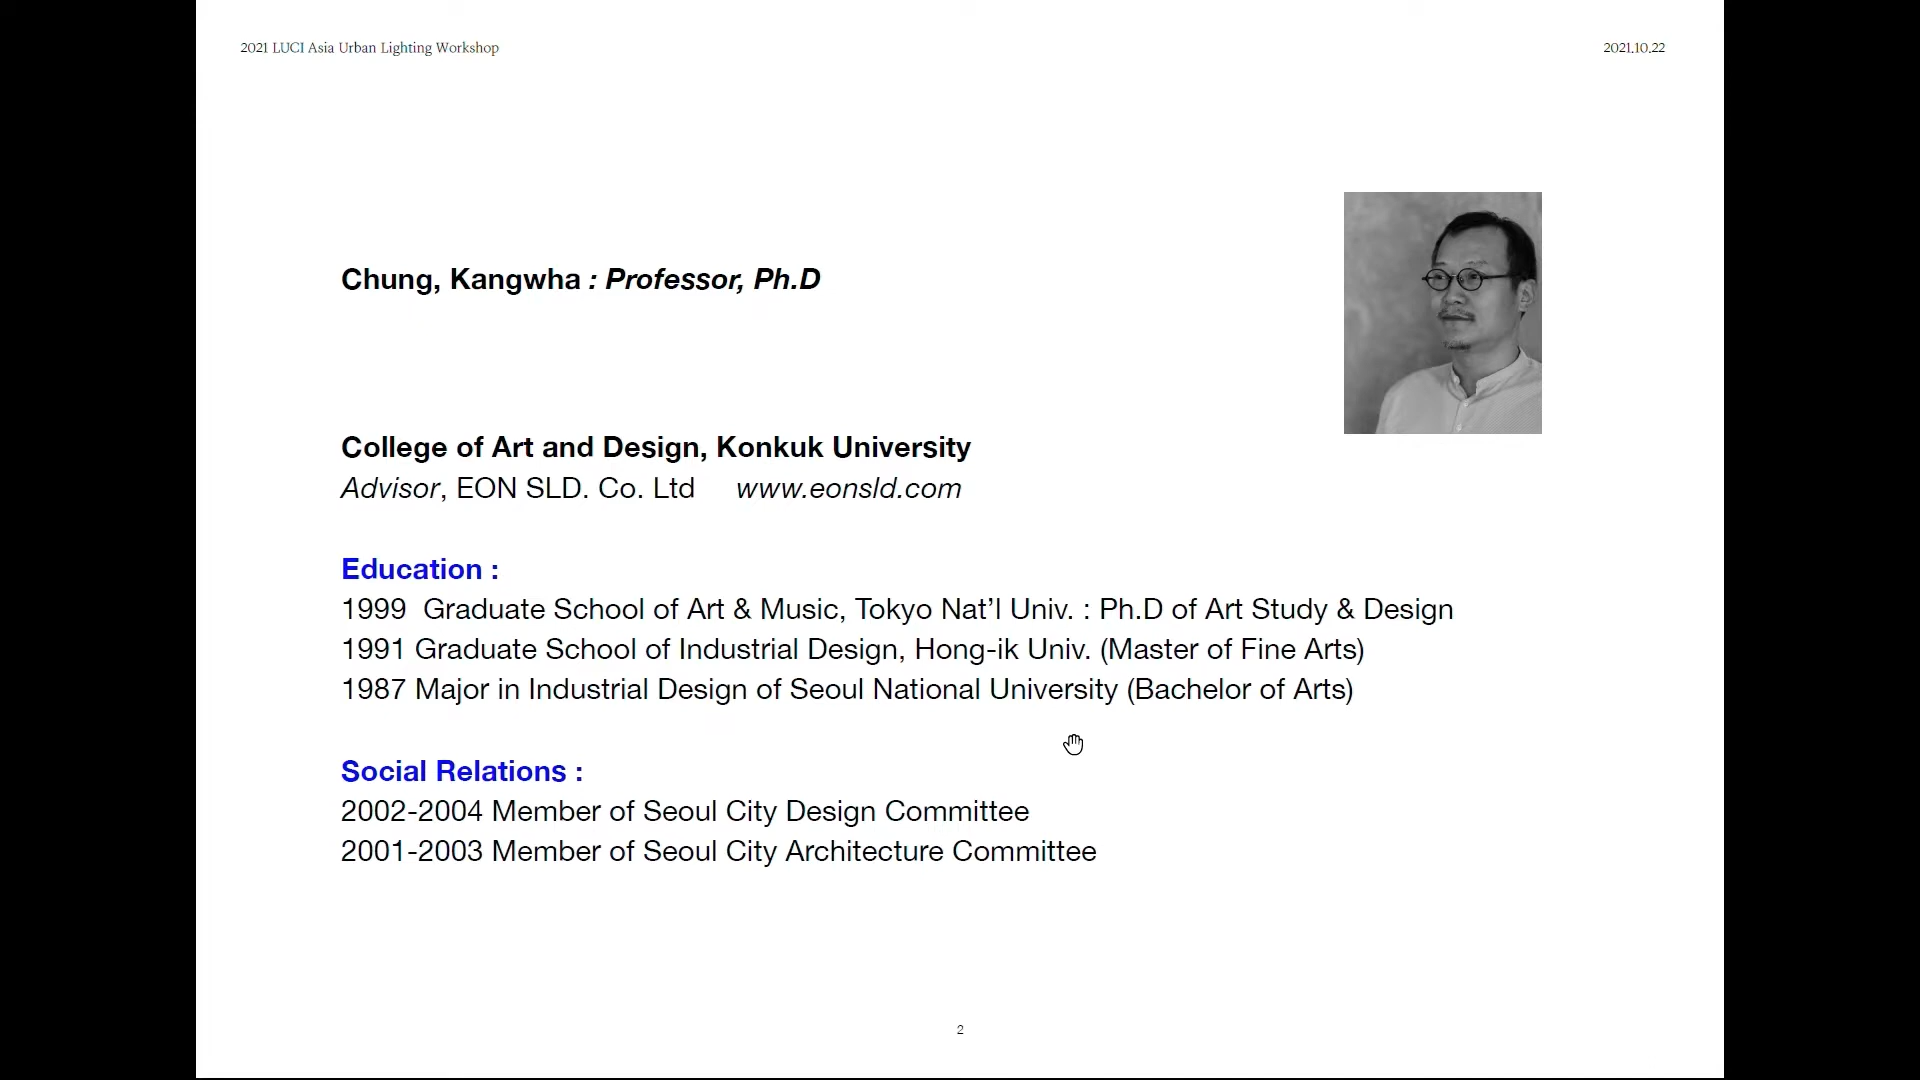 2021 LUCI Asia Urban Lighting Workshop
2021.10.22
Chung, Kangwha : Professor, Ph.D
College of Art and Design, Konkuk University
Advisor, EON SLD. Co. Ltd www.eonsld.com
Education :
1999 Graduate School of Art & Music, Tokyo Nat’l Univ. : Ph.D of Art Study & Design
1991 Graduate School of Industrial Design, Hong-ik Univ. (Master of Fine Arts)
1987 Major in Industrial Design of Seoul National University (Bachelor of Arts)
Social Relations :
2002-2004 Member of Seoul City Design Committee
2001-2003 Member of Seoul City Architecture Committee
2